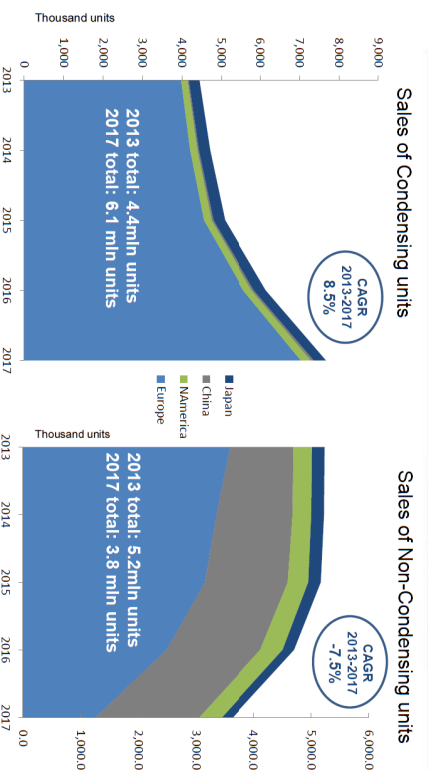 Sales of Condensing units
Thousand units
9,000
8,000
7,000
6,000
5,000
4,000
3,000
2,000
1,000
0
2013
2014
2015
2016
2017
CAGR
2013-2017
8.5%
2013 total: 4.4mln units
2017 total: 6.1 mln units
Japan
China
NAmerica
Europe
Sales of Non-Condensing units
Thousand units
6,000.0
5,000.0
4,000.0
3,000.0
2,000.0
1,000.0
0.0
2013
2014
2015
2016
2017
CAGR
2013-2017
-7.5%
2013 total: 5.2mln units
2017 total: 3.8 mln units